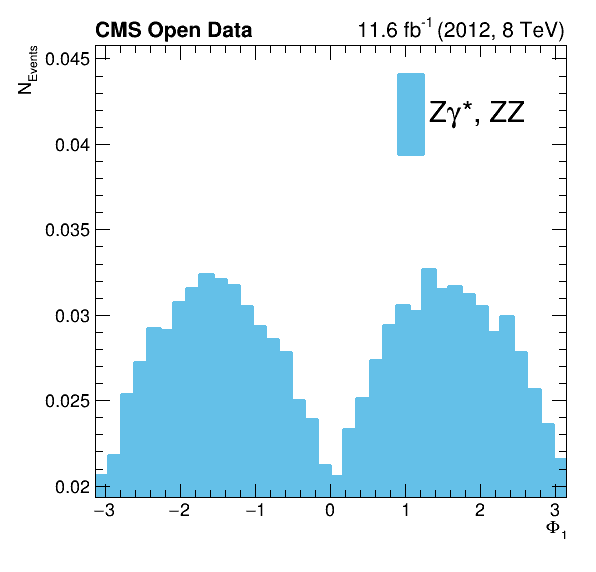 CMS Open Data 11.6 fb⁻¹ (2012, 8 TeV)
N_Events
0.045
0.04
0.035
0.03
0.025
0.02
Zγ*, ZZ
−3 −2 −1 0 1 2 3
Φ₁